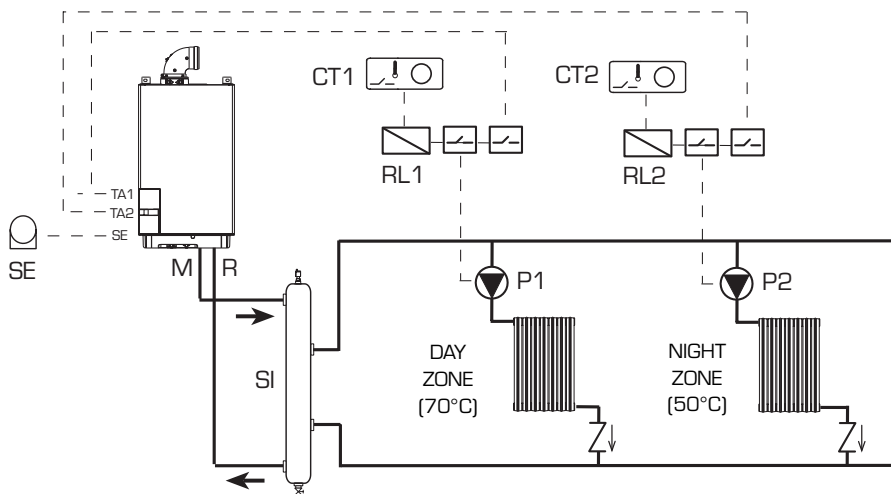 CT1
CT2
RL1
RL2
TA1
TA2
SE
SE
M R
P1
P2
SI
DAY
ZONE
(70°C)
NIGHT
ZONE
(50°C)